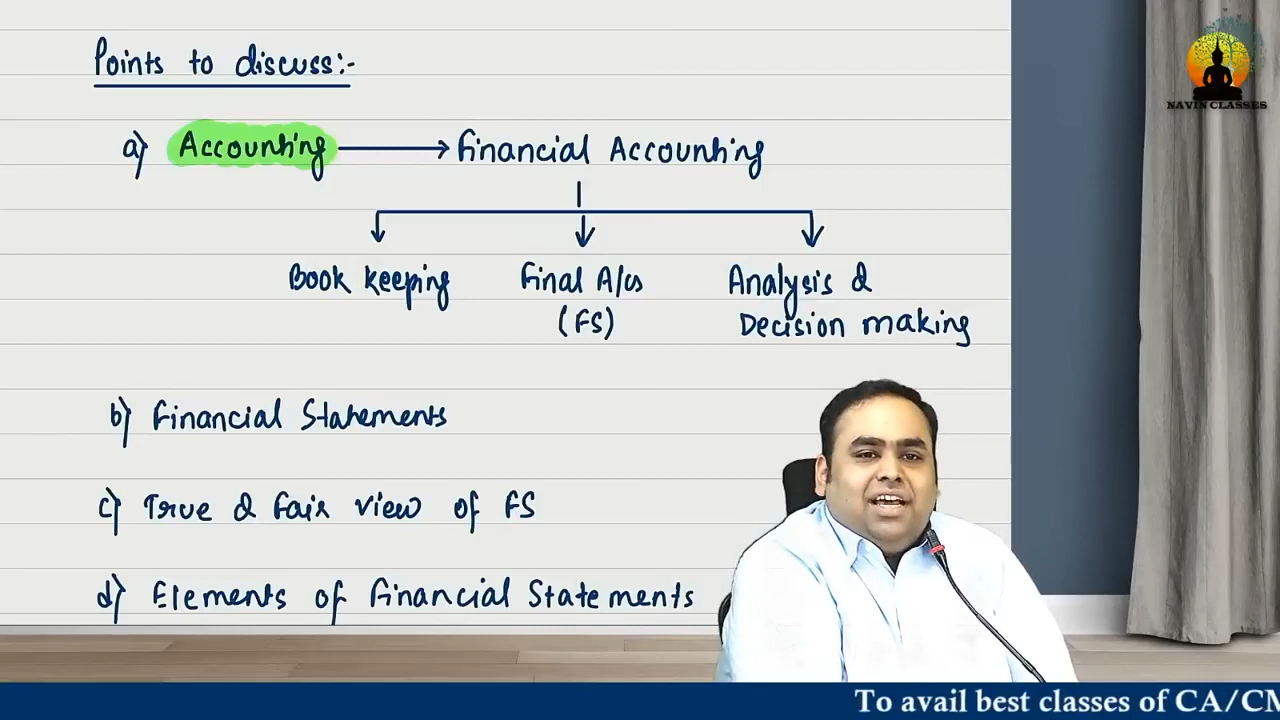 Points to discuss:-
a) Accounting → Financial Accounting
Book keeping Final A/cs Analysis &
(FS) Decision making
b) Financial Statements
c) True & Fair view of FS
d) Elements of Financial Statements
NAVIN CLASSES
To avail best classes of CA/CM